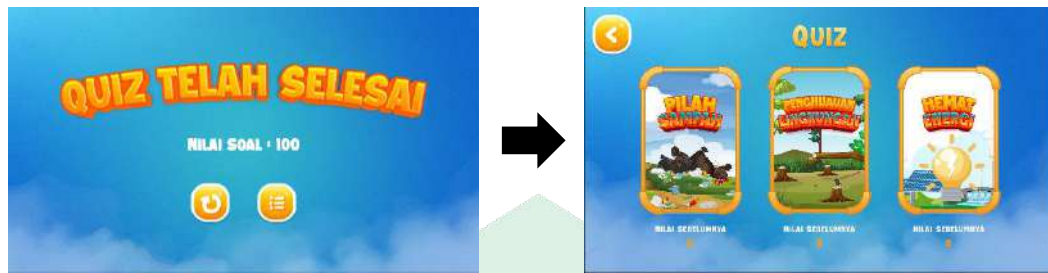 QUIZ TELAH SELESAI
NILAI SOAL : 100
QUIZ
PILAH
SAMPAH
PENGHIJAUAN
LINGKUNGAN
HEMAT
ENERGI
NILAI SEBELUMNYA
NILAI SEBELUMNYA
NILAI SEBELUMNYA